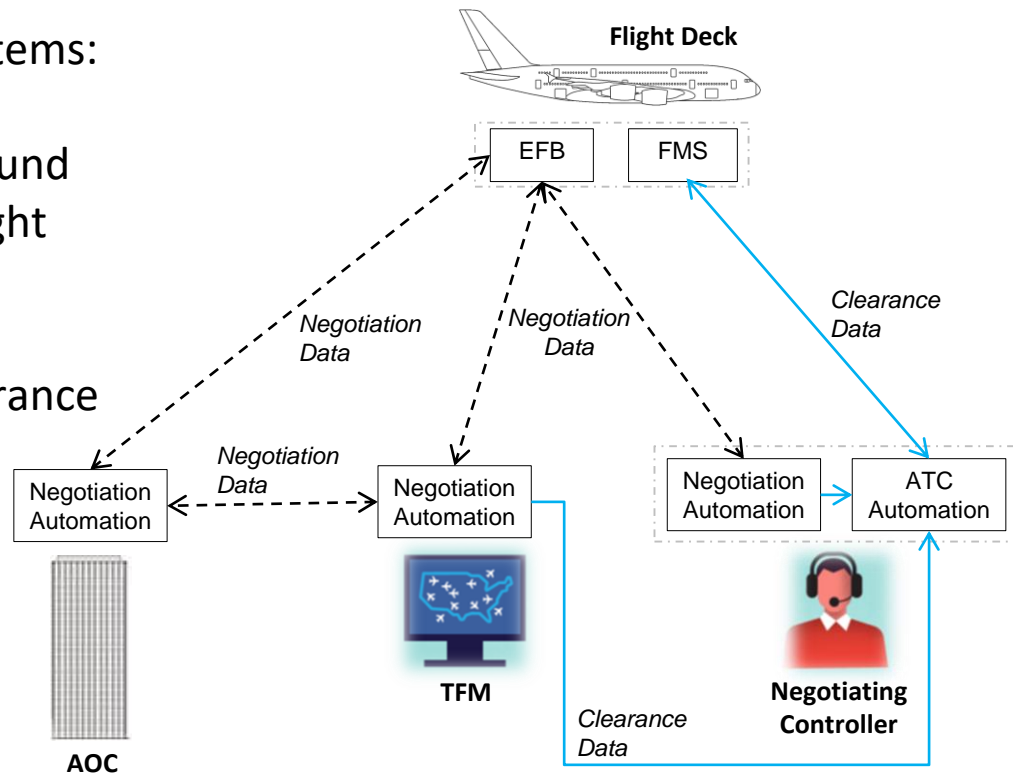 tems:
und
ght
rance
Flight Deck
EFB
FMS
Negotiation
Data
Negotiation
Data
Clearance
Data
Negotiation
Data
Negotiation
Automation
Negotiation
Automation
Negotiation
Automation
ATC
Automation
TFM
Negotiating
Controller
Clearance
Data
AOC